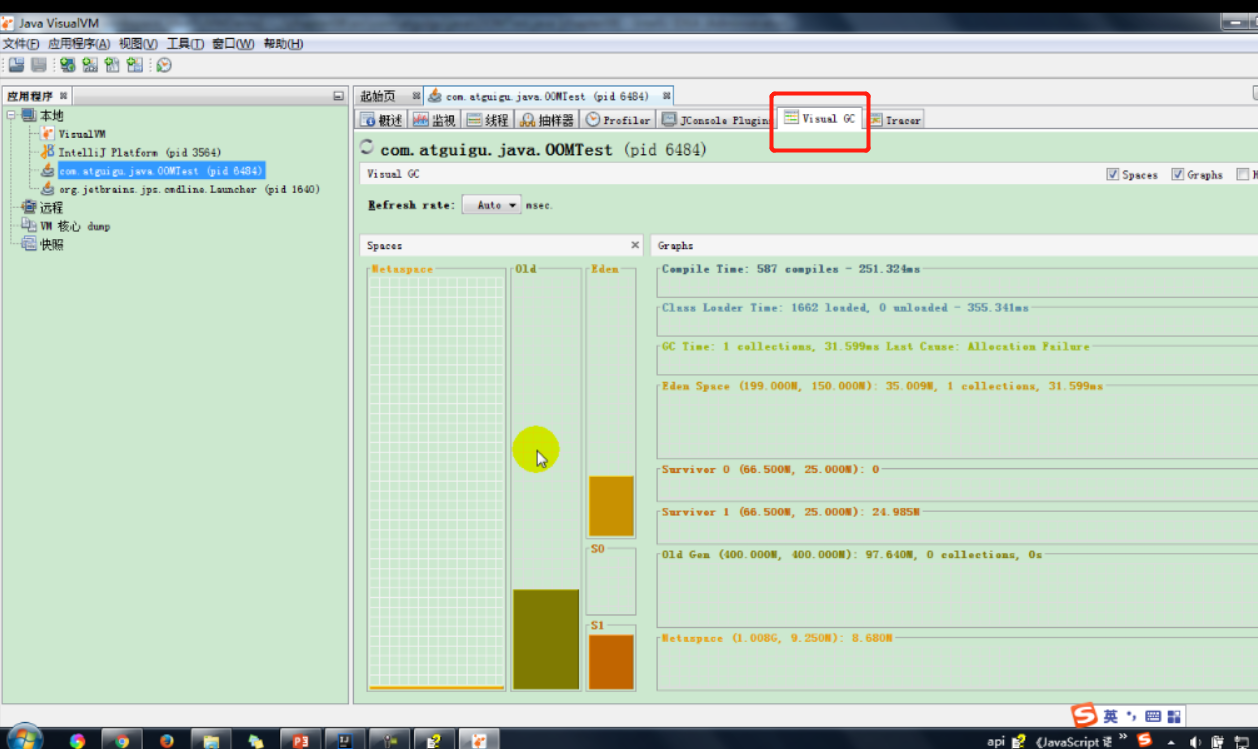 Java VisualVM
文件(F) 应用程序(A) 视图(V) 工具(T) 窗口(W) 帮助(H)
应用程序
本地
VisualVM
IntelliJ Platform (pid 3564)
com.atguigu.java.OOMTest (pid 6484)
org.jetbrains.jps.cmdline.Launcher (pid 1640)
远程
VM 核心 dump
快照
起始页 com.atguigu.java.OOMTest (pid 6484)
概述 监视 线程 抽样器 Profiler JConsole Plugin Visual GC Tracer
com.atguigu.java.OOMTest (pid 6484)
Visual GC Spaces Graphs
Refresh rate: Auto msec.
Spaces
Metaspace Old Eden
S0
S1
Graphs
Compile Time: 587 compiles - 251.324ms
Class Loader Time: 1662 loaded, 0 unloaded - 355.341ms
GC Time: 1 collections, 31.599ms Last Cause: Allocation Failure
Eden Space (199.000M, 150.000M): 35.009M, 1 collections, 31.599ms
Survivor 0 (66.500M, 25.000M): 0
Survivor 1 (66.500M, 25.000M): 24.985M
Old Gen (400.000M, 400.000M): 97.640M, 0 collections, 0s
Metaspace (1.008G, 9.250M): 8.680M
英
api 《JavaScript 语 »